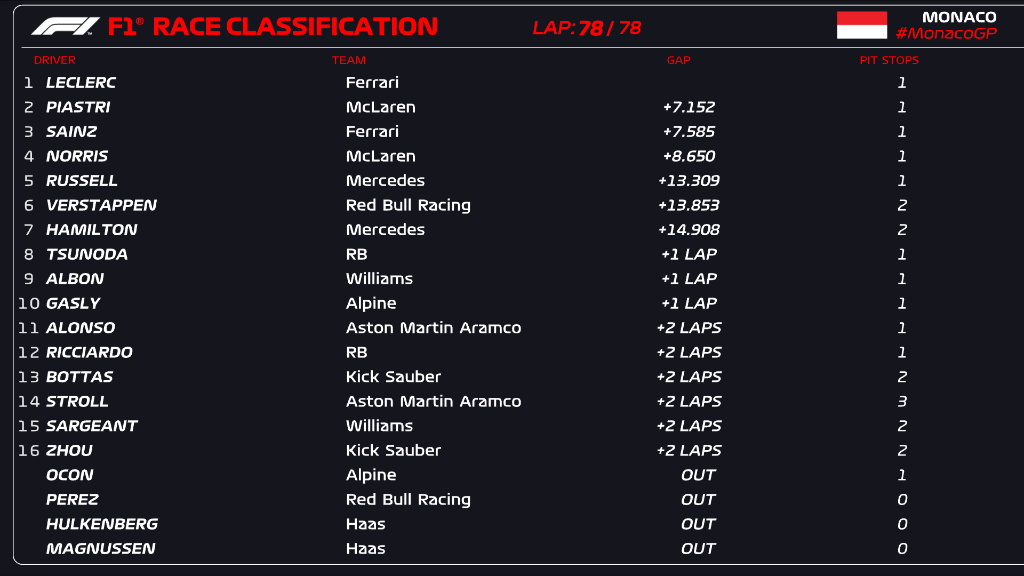 F1® RACE CLASSIFICATION LAP: 78 / 78 MONACO
#MonacoGP
DRIVER TEAM GAP PIT STOPS
1 LECLERC Ferrari 1
2 PIASTRI McLaren +7.152 1
3 SAINZ Ferrari +7.585 1
4 NORRIS McLaren +8.650 1
5 RUSSELL Mercedes +13.309 1
6 VERSTAPPEN Red Bull Racing +13.853 2
7 HAMILTON Mercedes +14.908 2
8 TSUNODA RB +1 LAP 1
9 ALBON Williams +1 LAP 1
10 GASLY Alpine +1 LAP 1
11 ALONSO Aston Martin Aramco +2 LAPS 1
12 RICCIARDO RB +2 LAPS 1
13 BOTTAS Kick Sauber +2 LAPS 2
14 STROLL Aston Martin Aramco +2 LAPS 3
15 SARGEANT Williams +2 LAPS 2
16 ZHOU Kick Sauber +2 LAPS 2
OCON Alpine OUT 1
PEREZ Red Bull Racing OUT 0
HULKENBERG Haas OUT 0
MAGNUSSEN Haas OUT 0